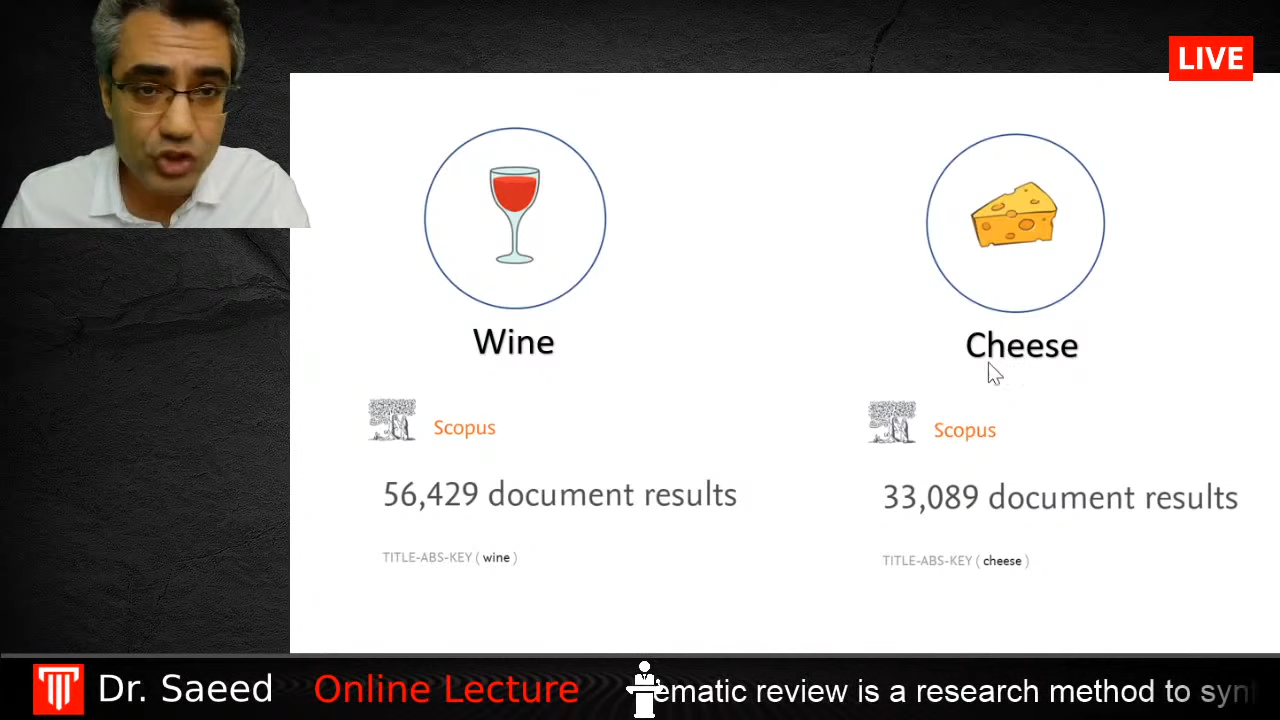 LIVE
Wine
Cheese
Scopus
Scopus
56,429 document results
33,089 document results
TITLE-ABS-KEY ( wine )
TITLE-ABS-KEY ( cheese )
Dr. Saeed
Online Lecture
ematic review is a research method to syn